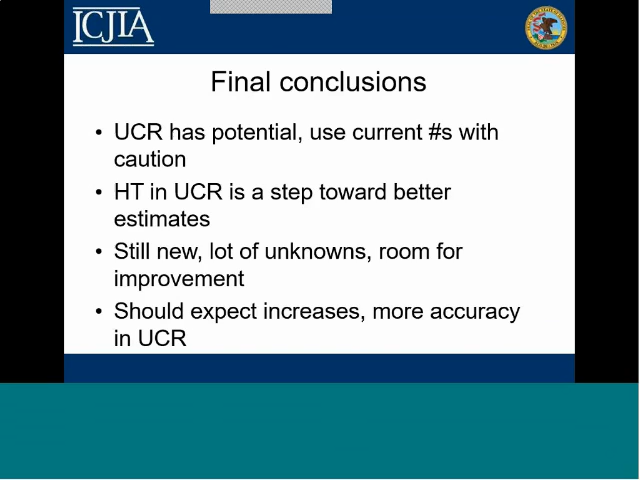 ICJIA
Final conclusions
• UCR has potential, use current #s with
caution
• HT in UCR is a step toward better
estimates
• Still new, lot of unknowns, room for
improvement
• Should expect increases, more accuracy
in UCR